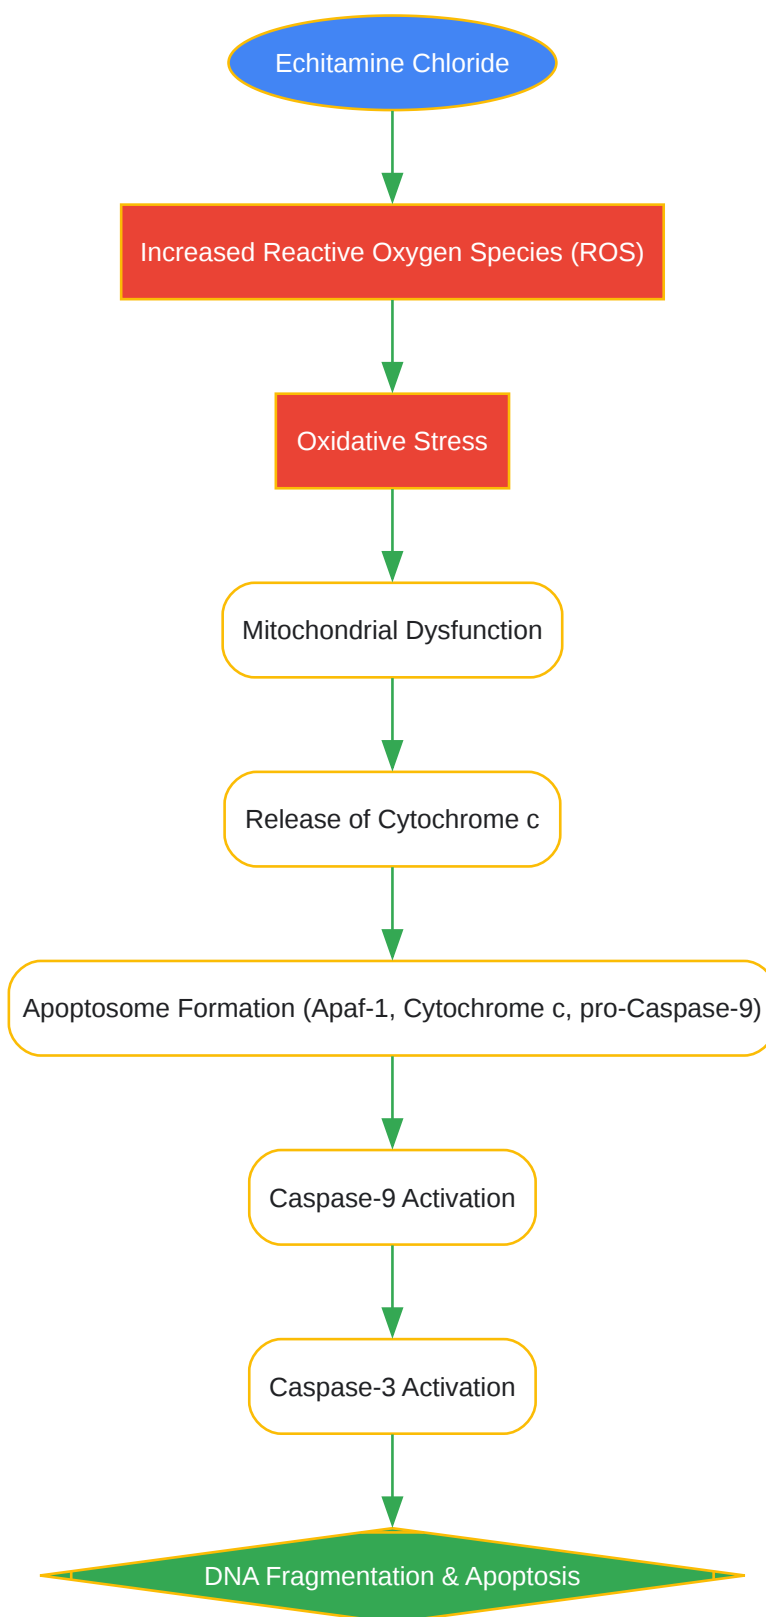 Echitamine Chloride
Increased Reactive Oxygen Species (ROS)
Oxidative Stress
Mitochondrial Dysfunction
Release of Cytochrome c
Apoptosome Formation (Apaf-1, Cytochrome c, pro-Caspase-9)
Caspase-9 Activation
Caspase-3 Activation
DNA Fragmentation & Apoptosis